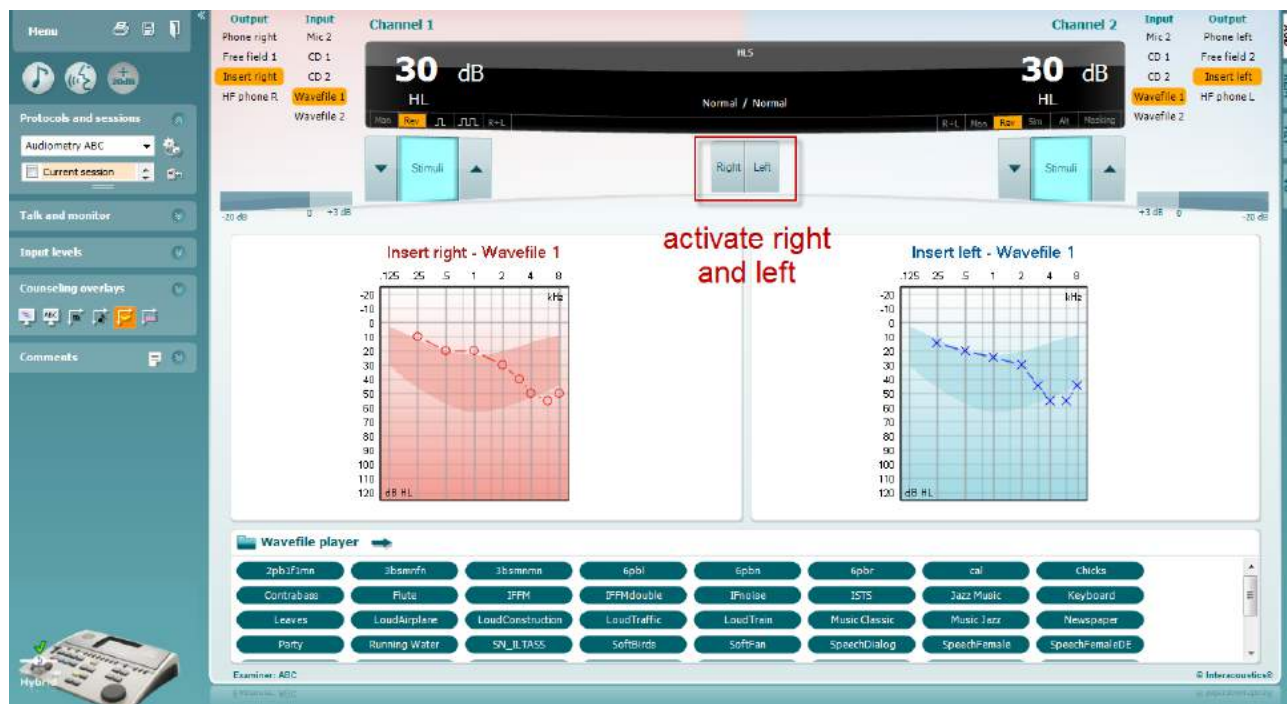 Menu
Protocols and sessions
Audiometry ABC
Current session
Talk and monitor
Input levels
Counseling overlays
Comments
Hybrid
Output Input
Phone right Mic 2
Free field 1 CD 1
Insert right CD 2
HF phone R Wavefile 1
Wavefile 2
Channel 1
HLS
30 dB
HL
Man Rev R+L
Normal / Normal
Channel 2
30 dB
HL
R+L Man Rev Sim Alt Masking
Input Output
Mic 2 Phone left
CD 1 Free field 2
CD 2 Insert left
Wavefile 1 HF phone L
Wavefile 2
Stimuli
Right Left
Stimuli
-20 dB 0 +3 dB
+3 dB 0 -20 dB
activate right
and left
Insert right - Wavefile 1
.125 .25 .5 1 2 4 8
kHz
-20
-10
0
10
20
30
40
50
60
70
80
90
100
110
120
dB HL
Insert left - Wavefile 1
.125 .25 .5 1 2 4 8
kHz
-20
-10
0
10
20
30
40
50
60
70
80
90
100
110
120
dB HL
Wavefile player
2pb1f1mn 3bsmnfn 3bsmnmn 6pbl 6pbn 6pbr cal Chicks
Contrabass Flute IFFM IFFMdouble IFnoise ISTS Jazz Music Keyboard
Leaves LoudAirplane LoudConstruction LoudTraffic LoudTrain Music Classic Music Jazz Newspaper
Party Running Water SN_ILTASS SoftBirds SoftFan SpeechDialog SpeechFemale SpeechFemaleDE
Examiner: ABC
© Interacoustics®